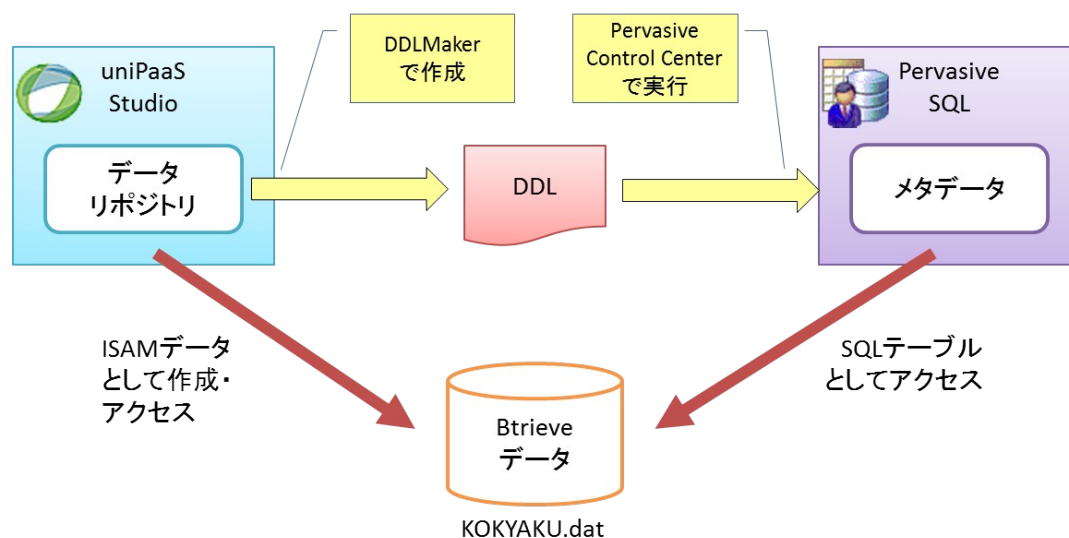 uniPaaS
Studio
データ
リポジトリ
DDLMaker
で作成
DDL
Pervasive
Control Center
で実行
Pervasive
SQL
メタデータ
ISAMデータ
として作成・
アクセス
SQLテーブル
としてアクセス
Btrieve
データ
KOKYAKU.dat